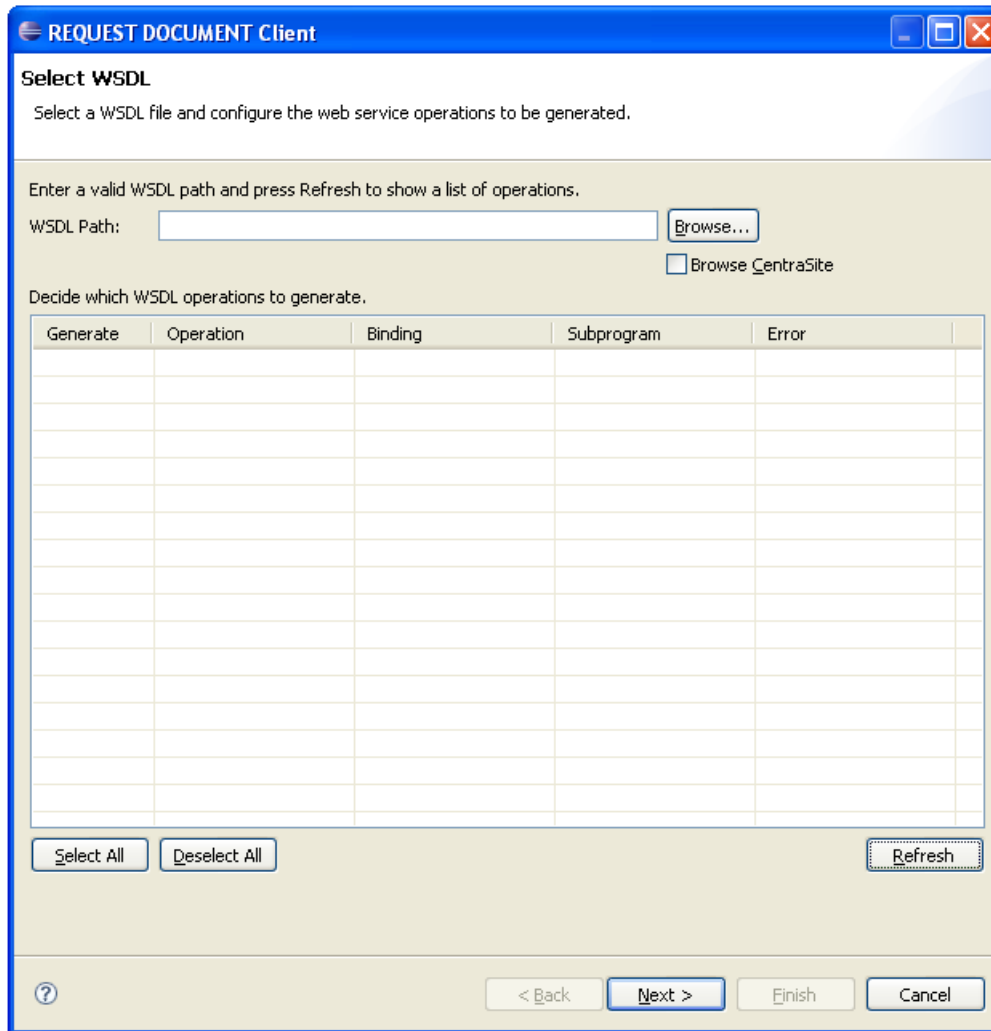 REQUEST DOCUMENT Client
Select WSDL
Select a WSDL file and configure the web service operations to be generated.
Enter a valid WSDL path and press Refresh to show a list of operations.
WSDL Path: Browse...
Browse CentraSite
Decide which WSDL operations to generate.
Generate Operation Binding Subprogram Error
Select All Deselect All Refresh
? < Back Next > Finish Cancel